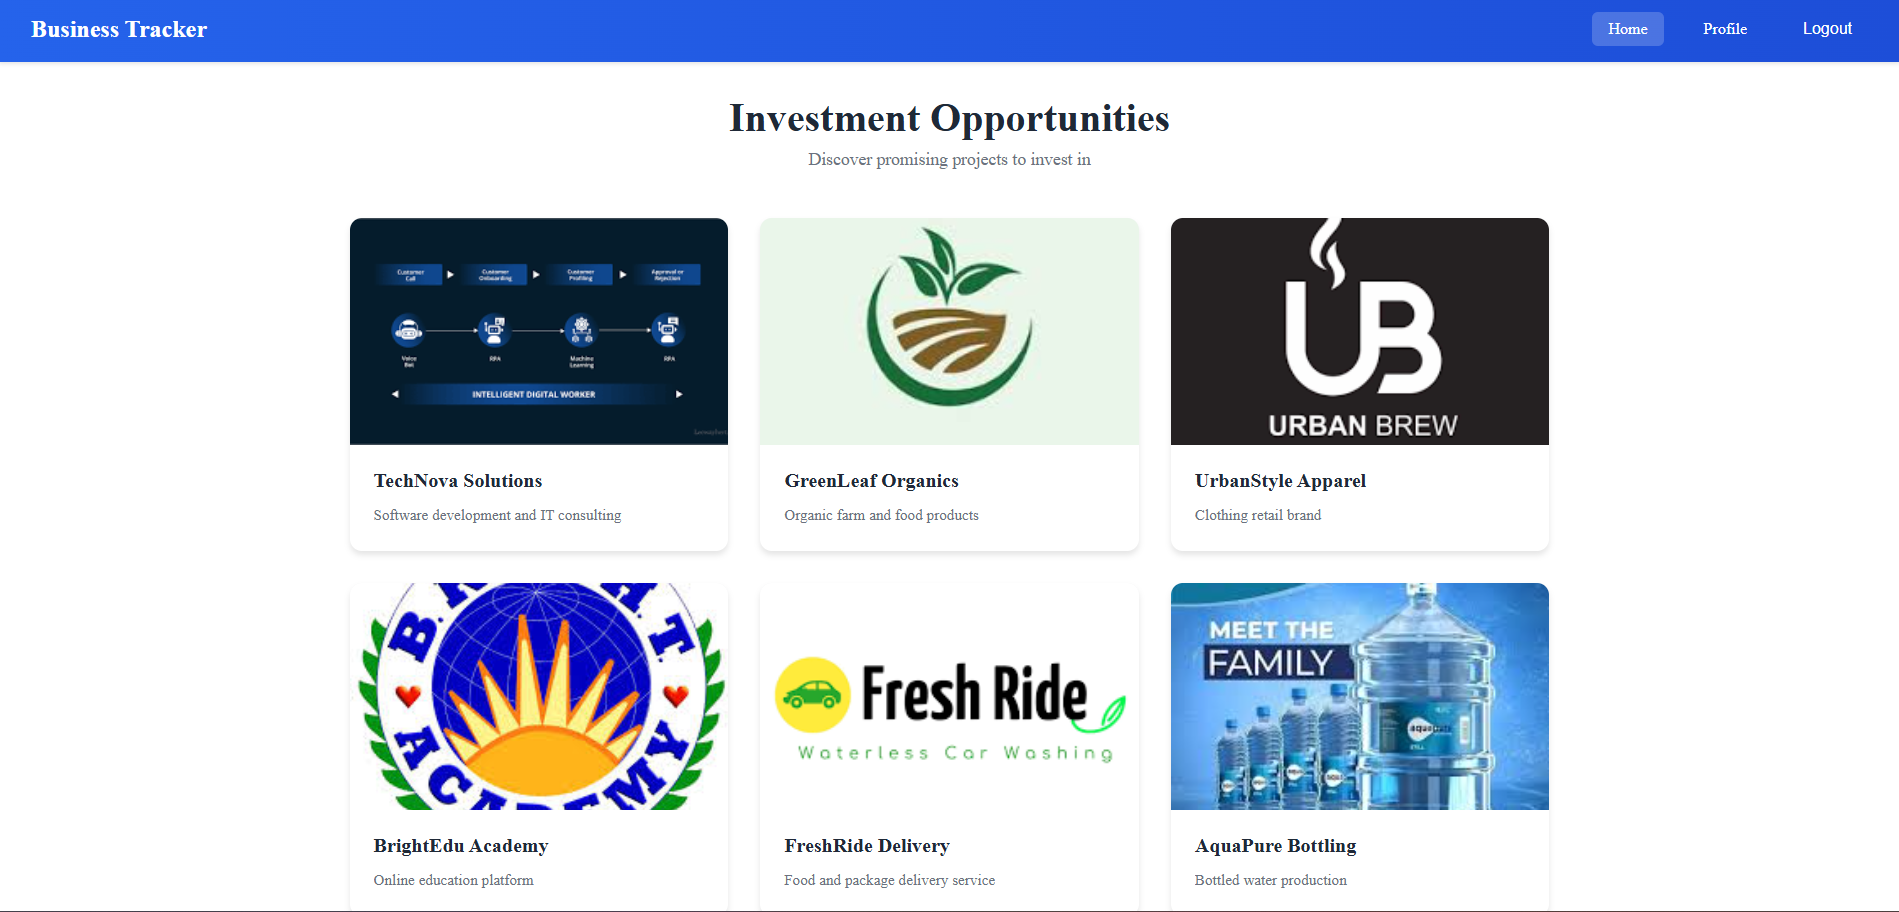 Business Tracker
Home
Profile
Logout
Investment Opportunities
Discover promising projects to invest in
Customer
Call
Customer
Onboarding
Customer
Profiling
Approval or
Rejection
Voice
Bot
RPA
Machine
Learning
RPA
INTELLIGENT DIGITAL WORKER
UB
URBAN BREW
TechNova Solutions
Software development and IT consulting
GreenLeaf Organics
Organic farm and food products
UrbanStyle Apparel
Clothing retail brand
ACADEMY
Fresh Ride
Waterless Car Washing
MEET THE
FAMILY
aquapure
BrightEdu Academy
Online education platform
FreshRide Delivery
Food and package delivery service
AquaPure Bottling
Bottled water production